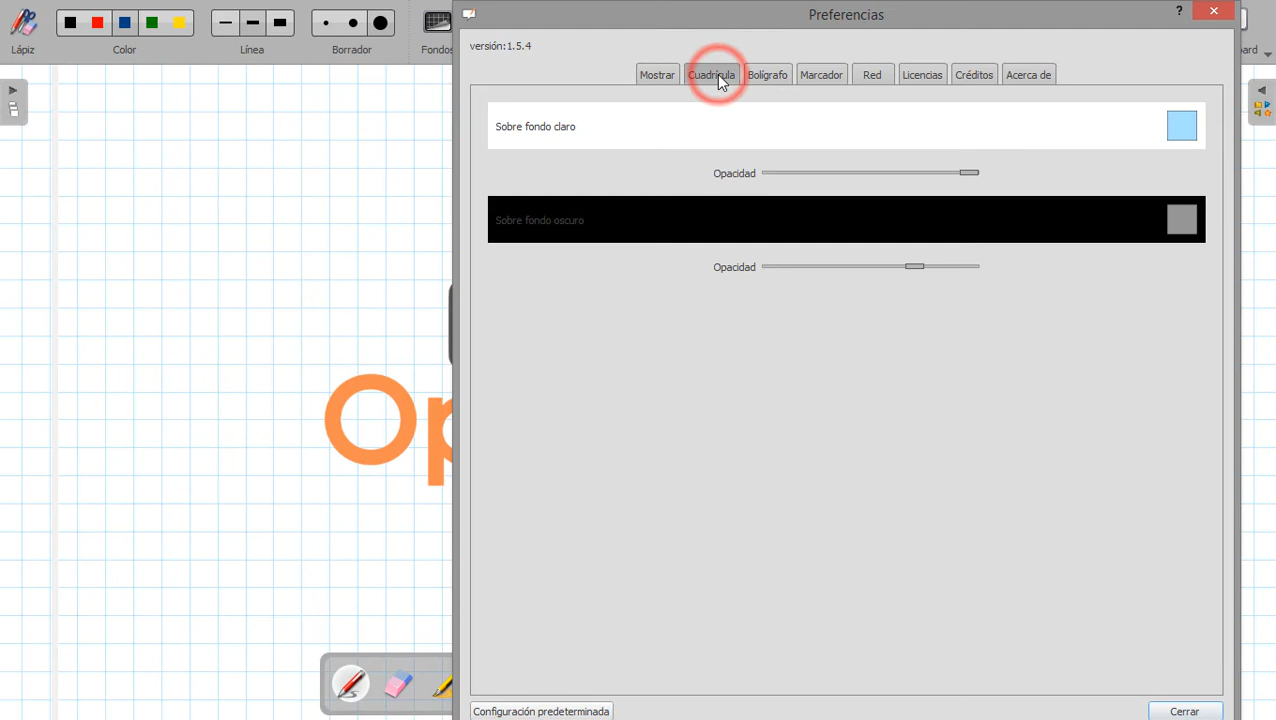 Preferencias
?
Lápiz
Color
Línea
Borrador
Fondos
ard
versión:1.5.4
Mostrar
Cuadrícula
Bolígrafo
Marcador
Red
Licencias
Créditos
Acerca de
Sobre fondo claro
Opacidad
Sobre fondo oscuro
Opacidad
Op
Configuración predeterminada
Cerrar